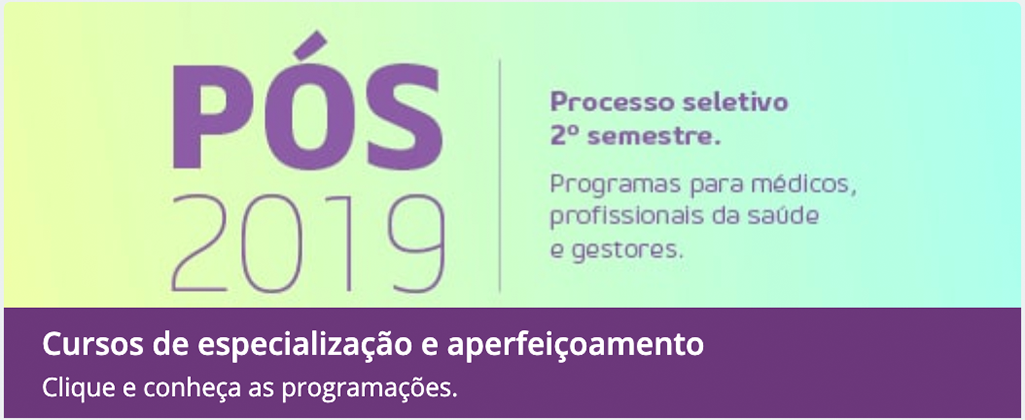 PÓS
2019
Processo seletivo
2º semestre.
Programas para médicos,
profissionais da saúde
e gestores.
Cursos de especialização e aperfeiçoamento
Clique e conheça as programações.